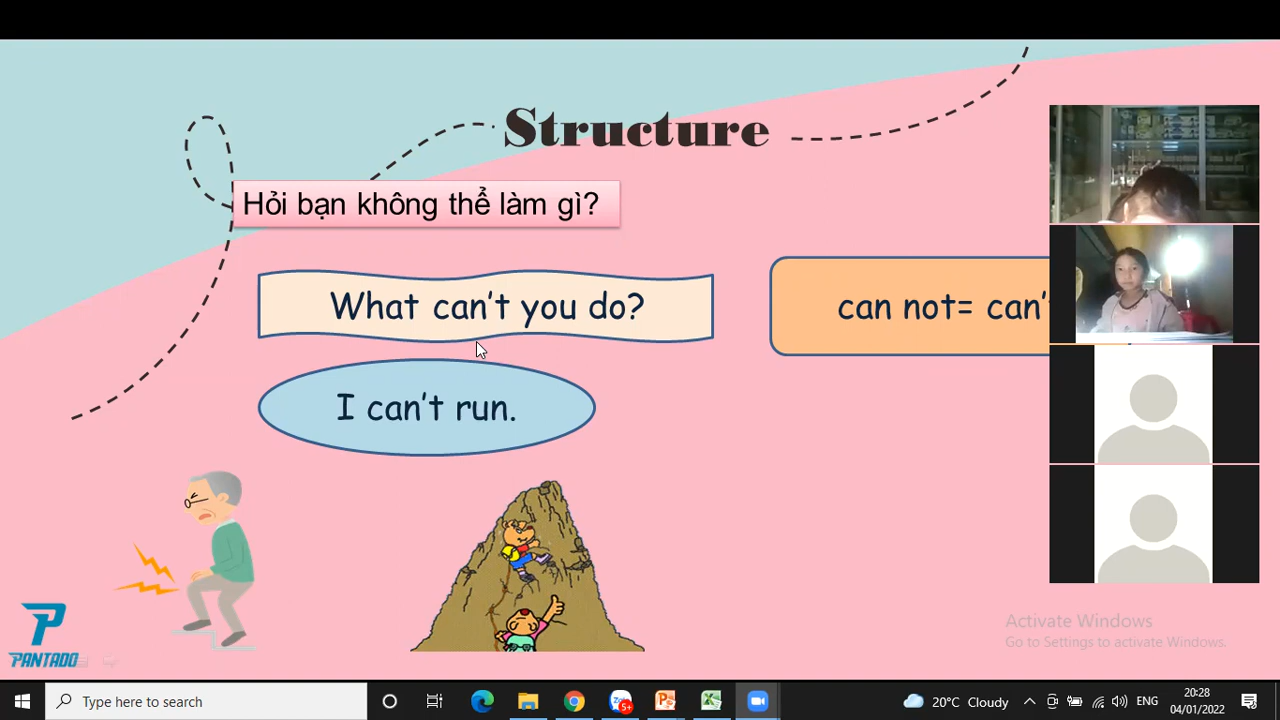 Structure
Hỏi bạn không thể làm gì?
What can't you do?
can not= can'
I can't run.
PANTADO
Activate Windows
Go to Settings to activate Windows.
Type here to search
5+
20°C Cloudy
ENG
20:28
04/01/2022